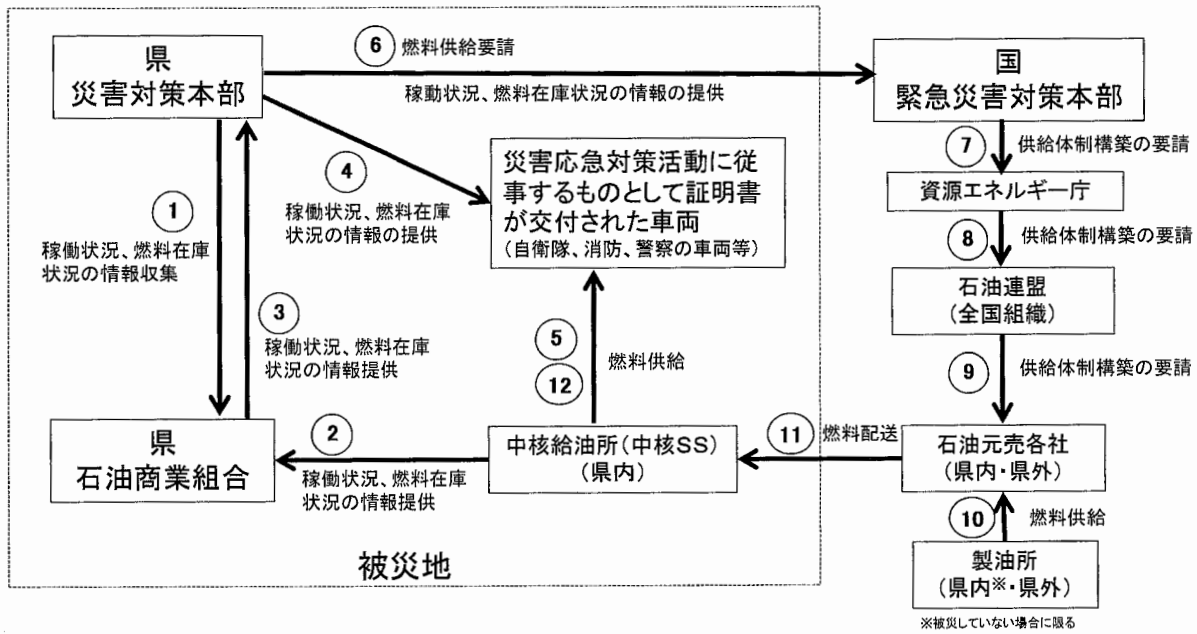 県
災害対策本部
⑥ 燃料供給要請
稼動状況、燃料在庫状況の情報の提供
国
緊急災害対策本部
⑦ 供給体制構築の要請
資源エネルギー庁
⑧ 供給体制構築の要請
石油連盟
(全国組織)
⑨ 供給体制構築の要請
石油元売各社
(県内・県外)
⑩ 燃料供給
製油所
(県内※・県外)
※被災していない場合に限る
①
稼働状況、燃料在庫
状況の情報収集
③
稼働状況、燃料在庫
状況の情報提供
④
稼働状況、燃料在庫
状況の情報の提供
災害応急対策活動に従
事するものとして証明書
が交付された車両
(自衛隊、消防、警察の車両等)
⑤
⑫
燃料供給
県
石油商業組合
②
稼働状況、燃料在庫
状況の情報提供
中核給油所(中核SS)
(県内)
⑪ 燃料配送
被災地